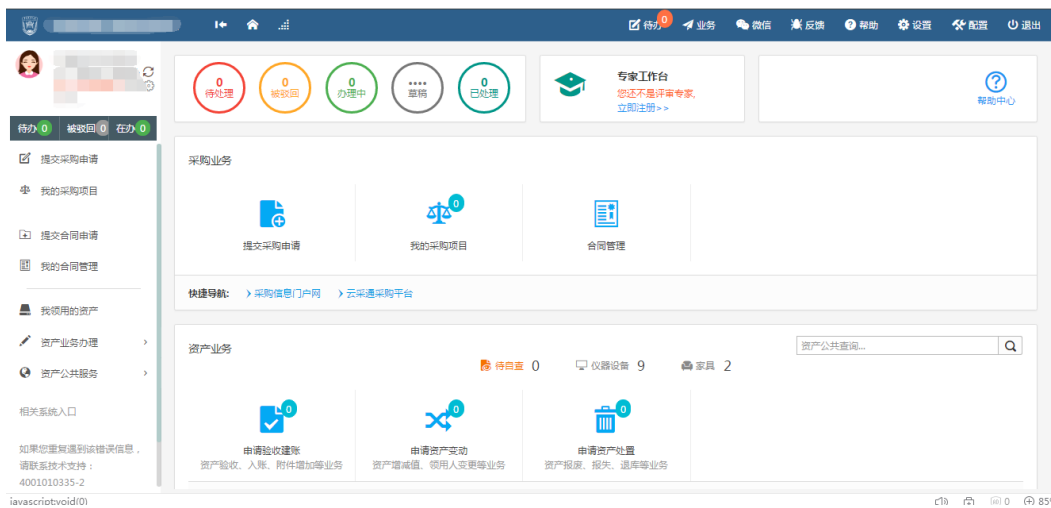 待办 0 业务 微信 反馈 帮助 设置 配置 退出
待办 0 被驳回 0 在办 0
提交采购申请
我的采购项目
提交合同申请
我的合同管理
我领用的资产
资产业务办理 ›
资产公共服务 ›
相关系统入口
如果您重复遇到该错误信息，
请联系技术支持：
4001010335-2
0
待处理
0
被驳回
0
办理中
••••
草稿
0
已处理
专家工作台
您还不是评审专家,
立即注册>>
帮助中心
采购业务
提交采购申请
0
我的采购项目
合同管理
快捷导航: 采购信息门户网 云采通采购平台
资产业务
资产公共查询...
待自查 0 仪器设备 9 家具 2
0
申请验收建账
资产验收、入账、附件增加等业务
0
申请资产变动
资产增减值、领用人变更等业务
0
申请资产处置
资产报废、报失、退库等业务
javascript:void(0)
0 85%